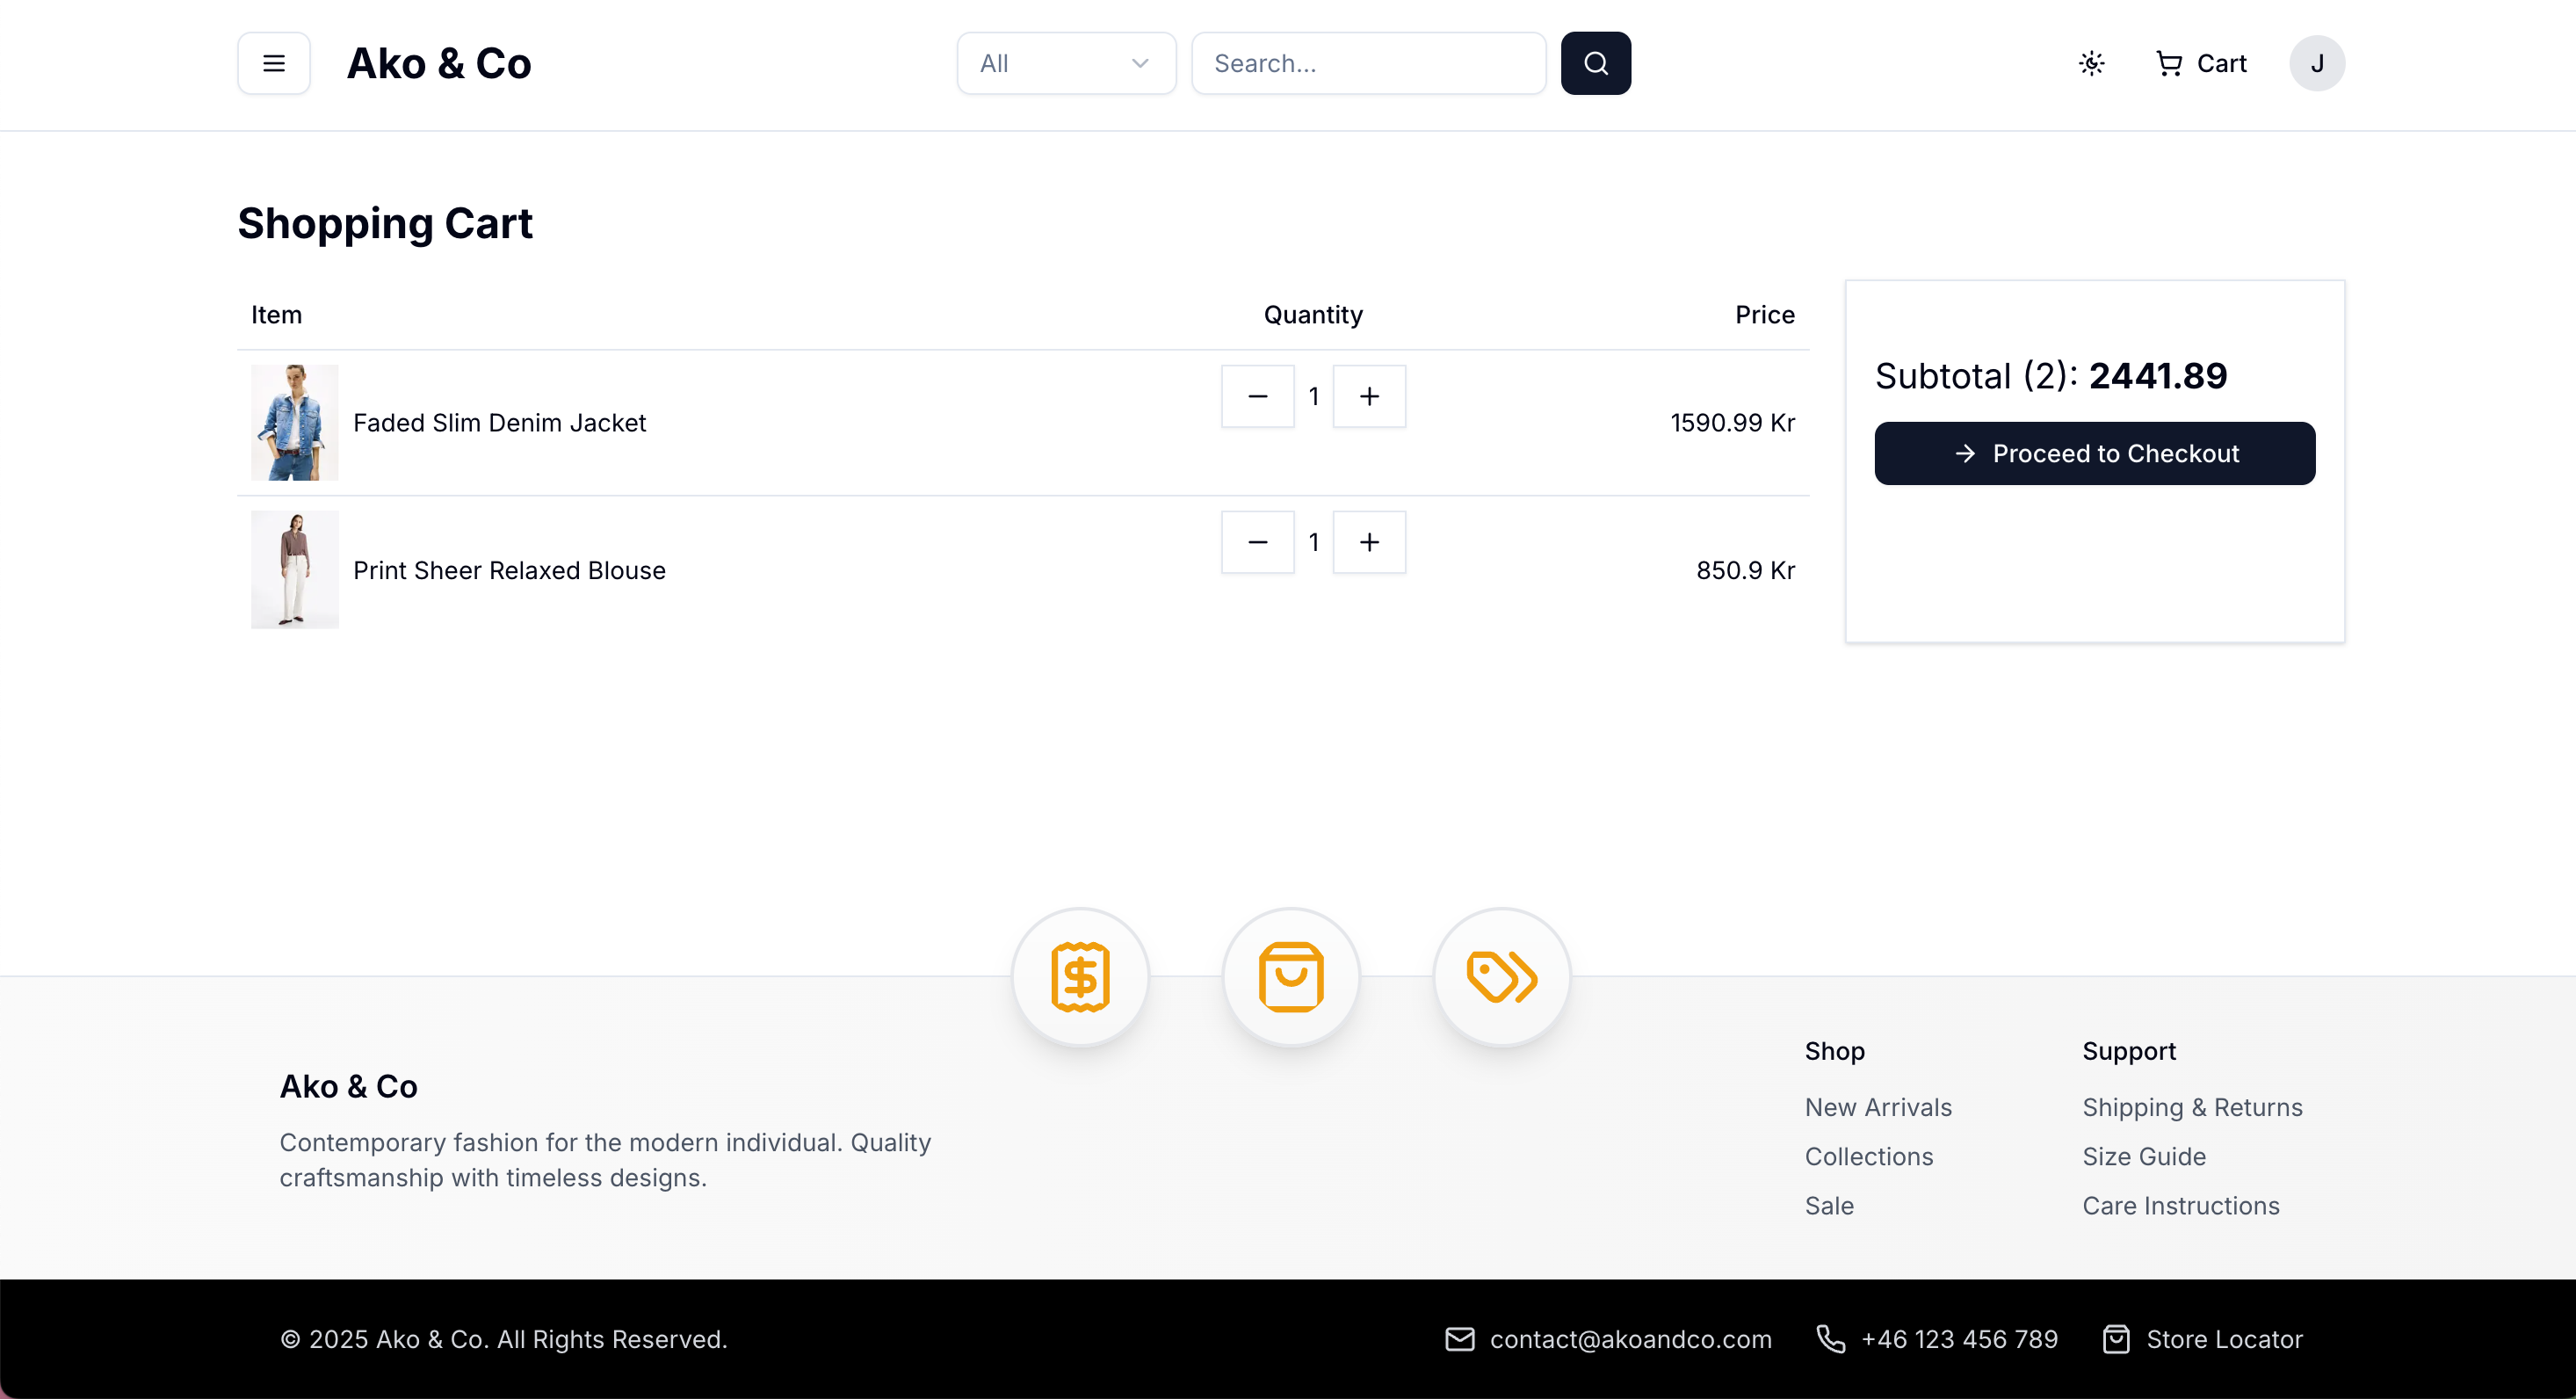 Ako & Co
All
Search...
Cart
J
Shopping Cart
Item Quantity Price
Faded Slim Denim Jacket 1 1590.99 Kr
Print Sheer Relaxed Blouse 1 850.9 Kr
Subtotal (2): 2441.89
Proceed to Checkout
Ako & Co
Contemporary fashion for the modern individual. Quality
craftsmanship with timeless designs.
Shop
New Arrivals
Collections
Sale
Support
Shipping & Returns
Size Guide
Care Instructions
© 2025 Ako & Co. All Rights Reserved.
contact@akoandco.com
+46 123 456 789
Store Locator